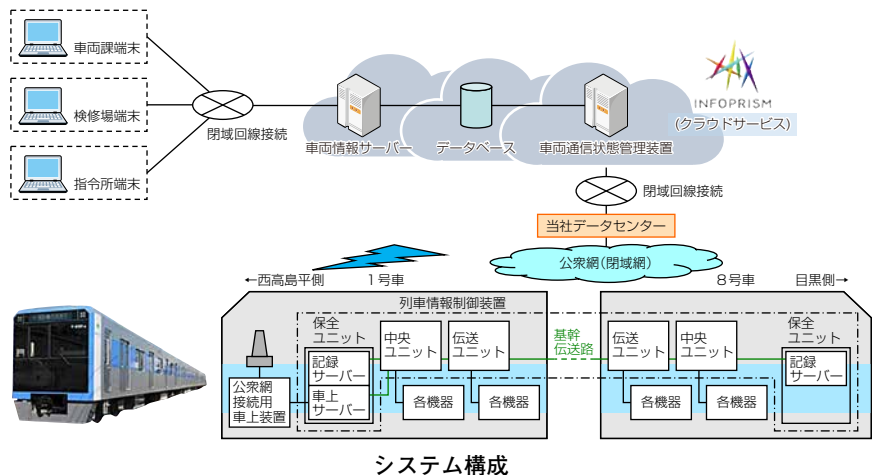 車両課端末
検修場端末
指令所端末
閉域回線接続
車両情報サーバー
データベース
車両通信状態管理装置
INFOPRISM
(クラウドサービス)
閉域回線接続
当社データセンター
公衆網(閉域網)
←西高島平側
1号車
8号車
目黒側→
列車情報制御装置
保全
ユニット
記録
サーバー
車上
サーバー
公衆網
接続用
車上装置
中央
ユニット
伝送
ユニット
各機器
各機器
基幹
伝送路
伝送
ユニット
中央
ユニット
各機器
各機器
保全
ユニット
記録
サーバー
システム構成